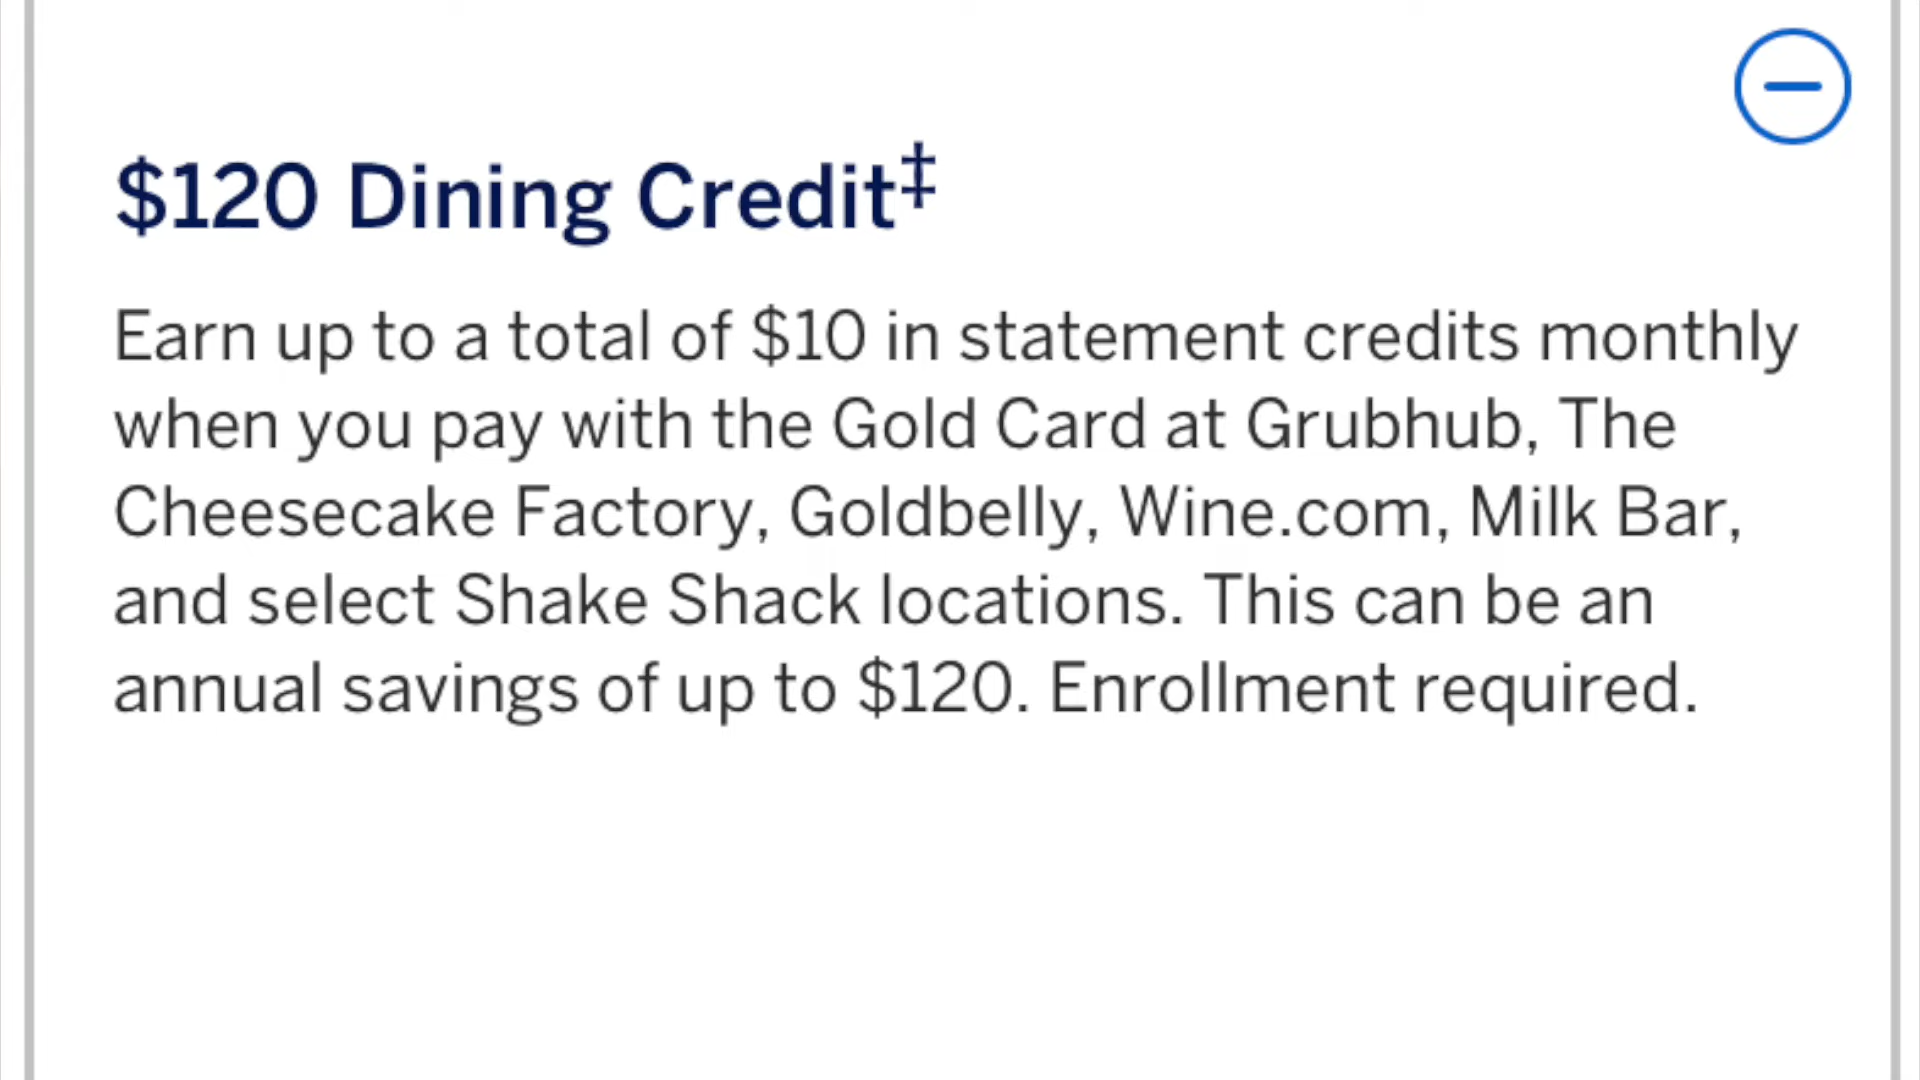 $120 Dining Credit‡
Earn up to a total of $10 in statement credits monthly
when you pay with the Gold Card at Grubhub, The
Cheesecake Factory, Goldbelly, Wine.com, Milk Bar,
and select Shake Shack locations. This can be an
annual savings of up to $120. Enrollment required.